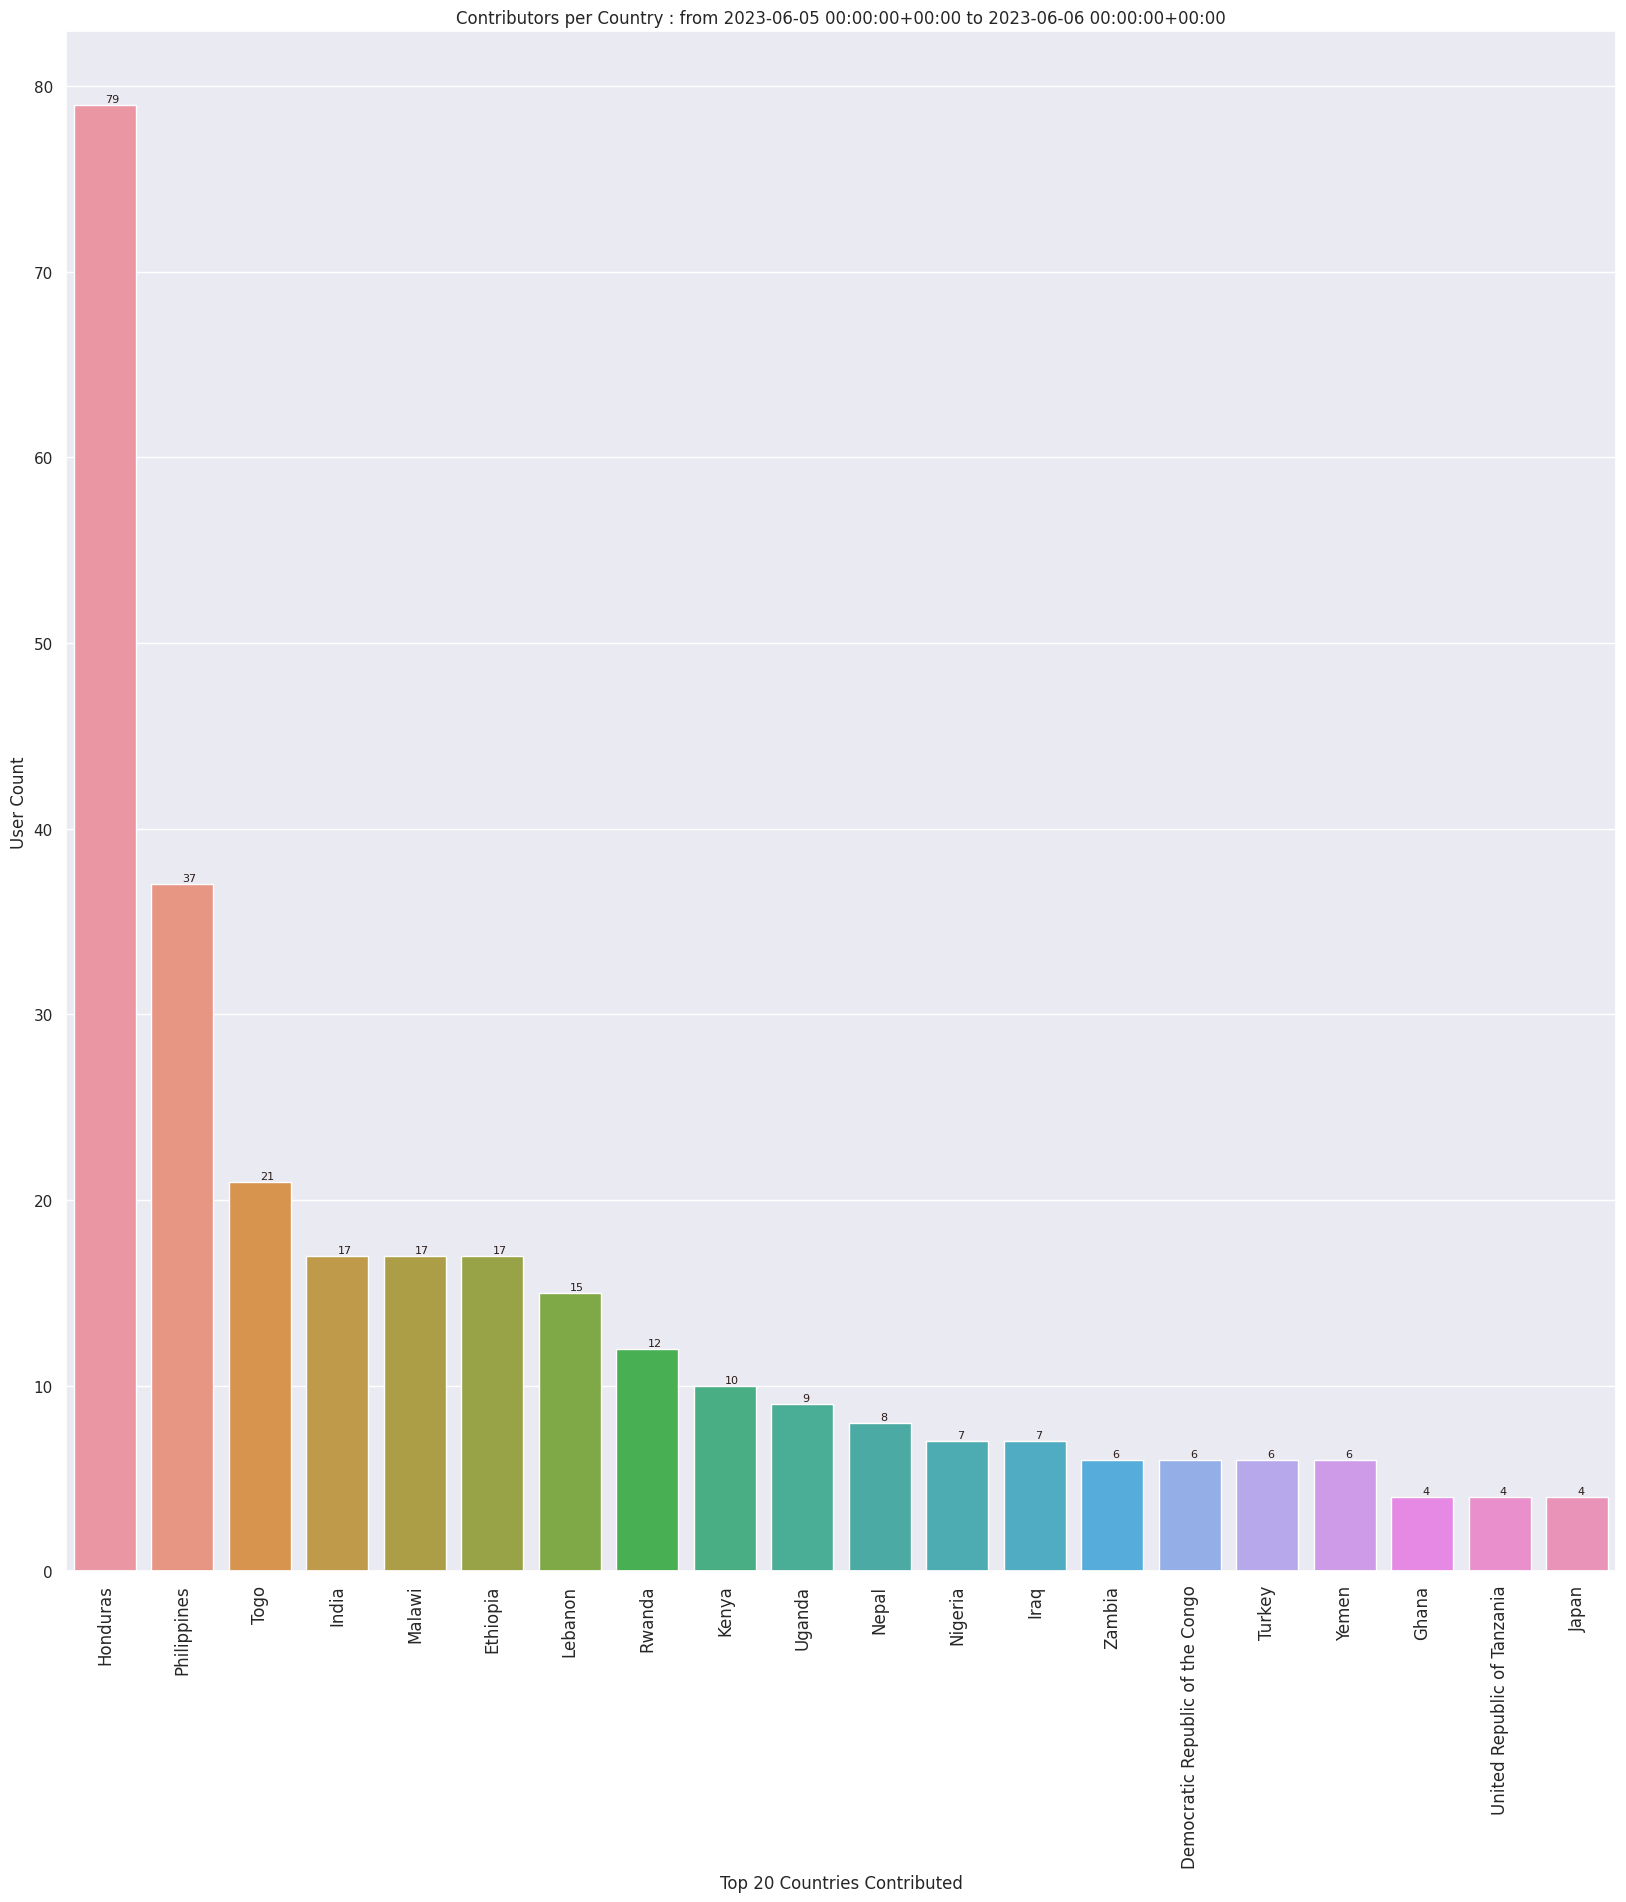 Contributors per Country : from 2023-06-05 00:00:00+00:00 to 2023-06-06 00:00:00+00:00
User Count
80
70
60
50
40
30
20
10
0
79
37
21
17
17
17
15
12
10
9
8
7
7
6
6
6
6
4
4
4
Honduras
Philippines
Togo
India
Malawi
Ethiopia
Lebanon
Rwanda
Kenya
Uganda
Nepal
Nigeria
Iraq
Zambia
Democratic Republic of the Congo
Turkey
Yemen
Ghana
United Republic of Tanzania
Japan
Top 20 Countries Contributed